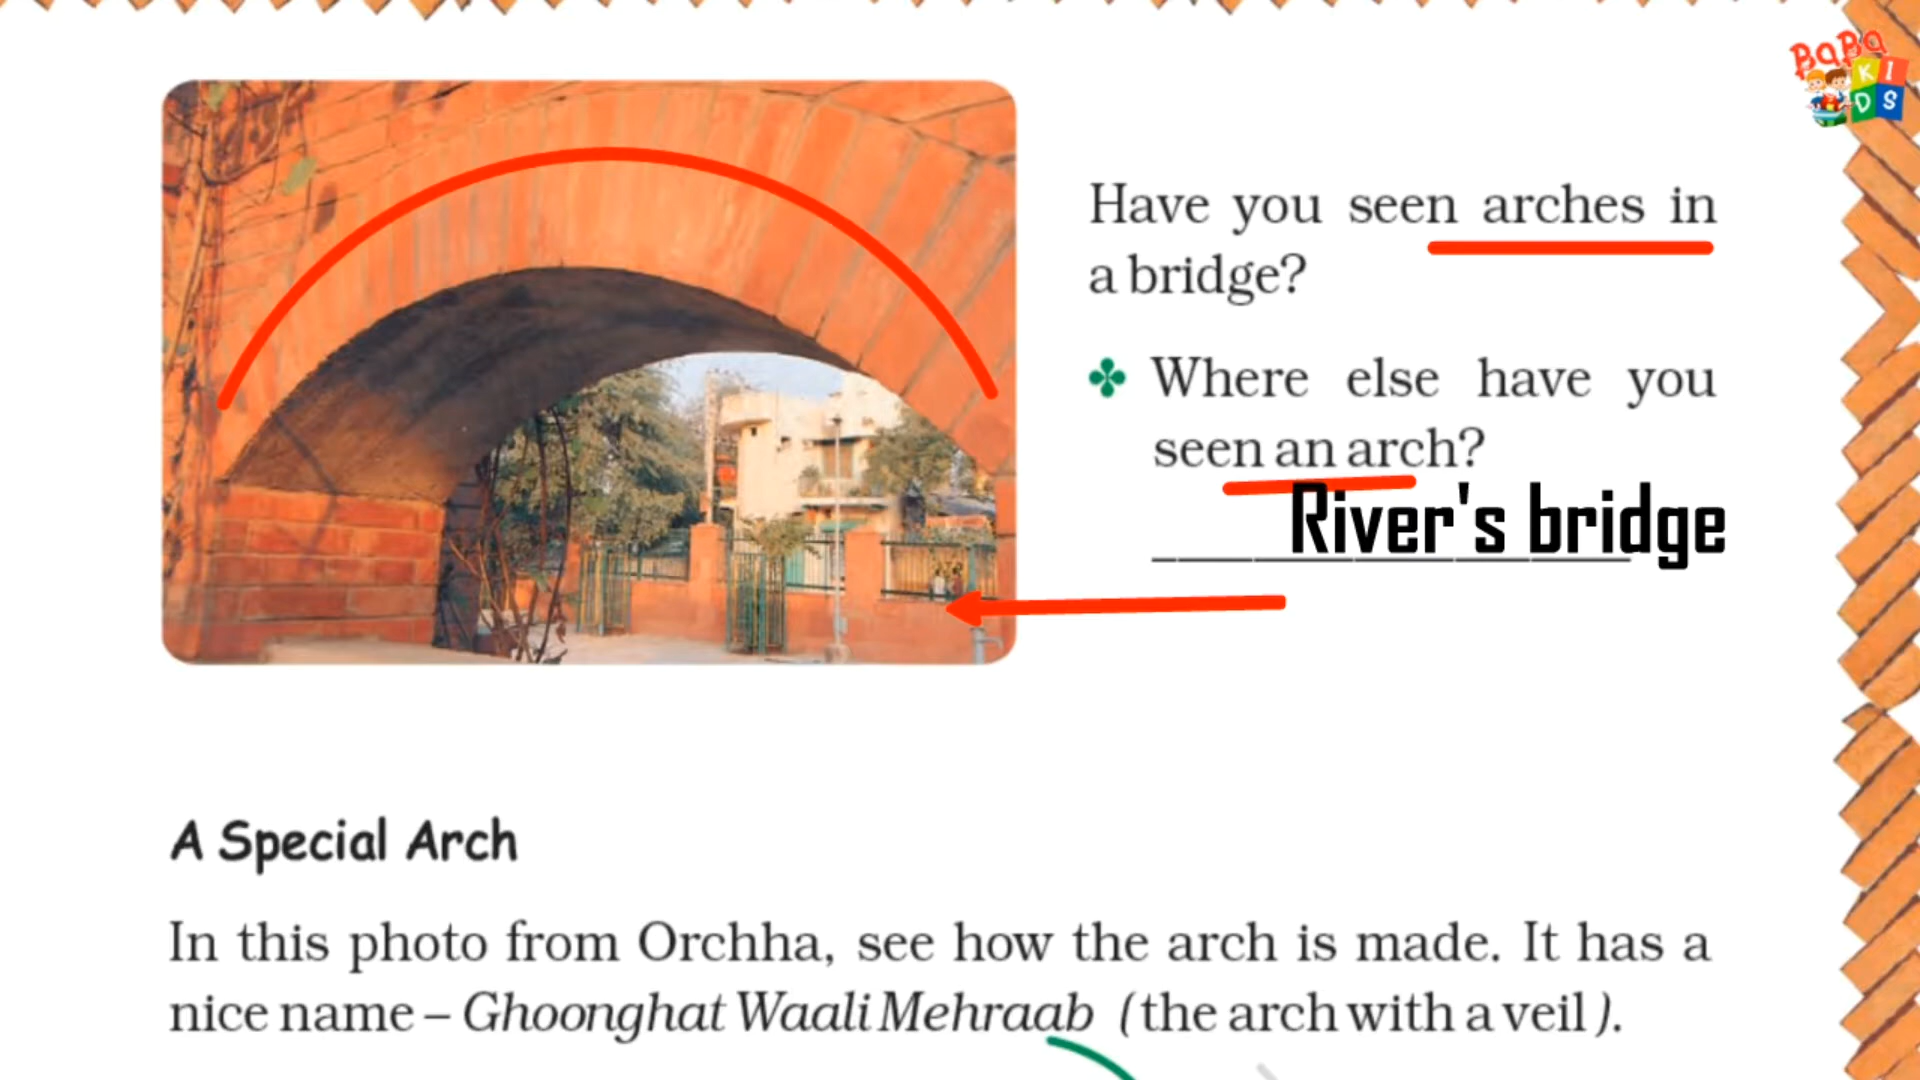 BaBa
K I
D S
Have you seen arches in
a bridge?
Where else have you
seen an arch?
River's bridge
A Special Arch
In this photo from Orchha, see how the arch is made. It has a
nice name – Ghoonghat Waali Mehraab (the arch with a veil).